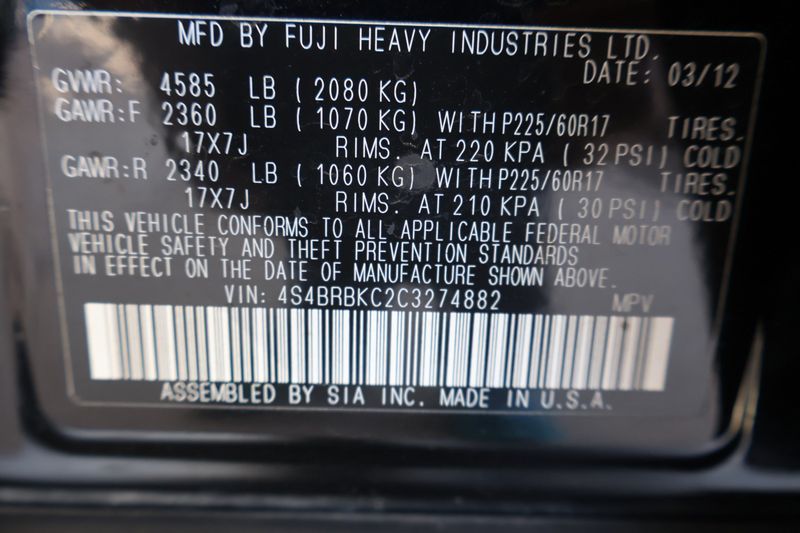 MFD BY FUJI HEAVY INDUSTRIES LTD.
DATE: 03/12
GVWR: 4585 LB ( 2080 KG)
GAWR:F 2360 LB ( 1070 KG) WITH P225/60R17 TIRES.
17X7J RIMS. AT 220 KPA ( 32 PSI) COLD
GAWR:R 2340 LB ( 1060 KG) WITH P225/60R17 TIRES.
17X7J RIMS. AT 210 KPA ( 30 PSI) COLD
THIS VEHICLE CONFORMS TO ALL APPLICABLE FEDERAL MOTOR
VEHICLE SAFETY AND THEFT PREVENTION STANDARDS
IN EFFECT ON THE DATE OF MANUFACTURE SHOWN ABOVE.
VIN: 4S4BRBKC2C3274882 MPV
ASSEMBLED BY SIA INC. MADE IN U.S.A.